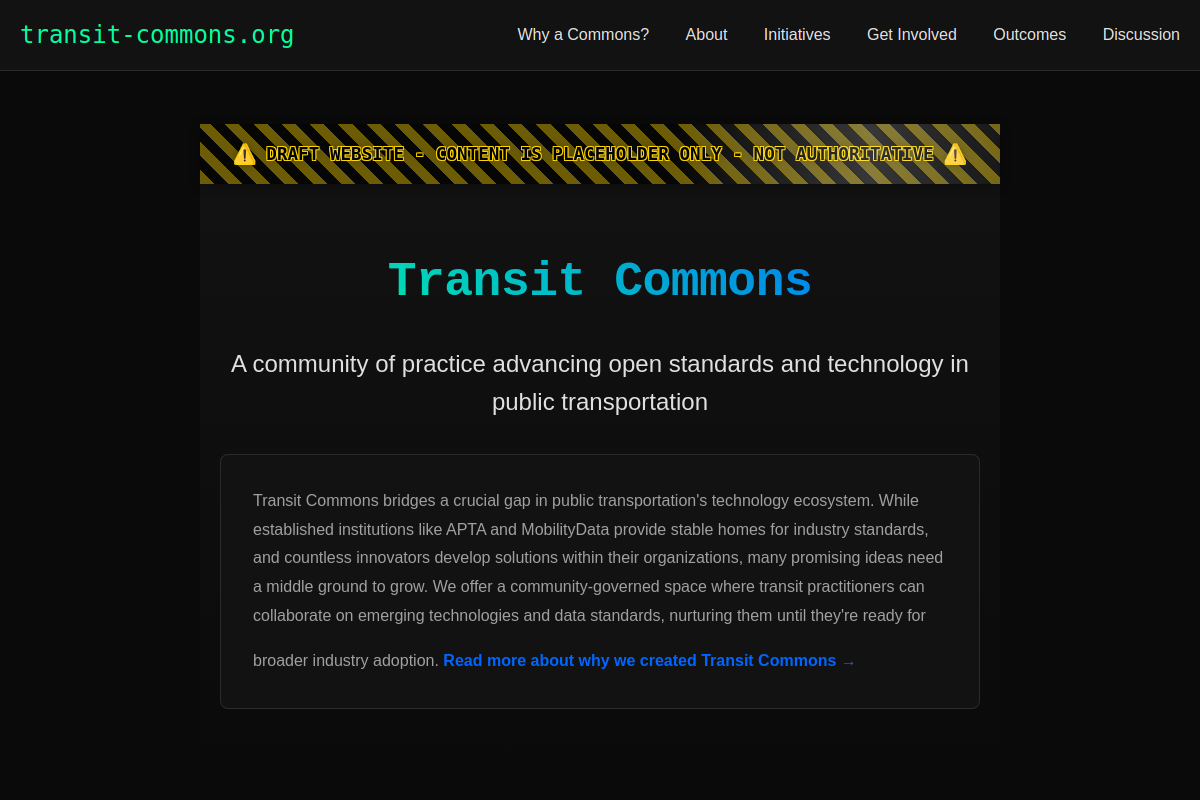 transit-commons.org
Why a Commons? About Initiatives Get Involved Outcomes Discussion
⚠️ DRAFT WEBSITE - CONTENT IS PLACEHOLDER ONLY - NOT AUTHORITATIVE ⚠️
Transit Commons
A community of practice advancing open standards and technology in
public transportation
Transit Commons bridges a crucial gap in public transportation's technology ecosystem. While
established institutions like APTA and MobilityData provide stable homes for industry standards,
and countless innovators develop solutions within their organizations, many promising ideas need
a middle ground to grow. We offer a community-governed space where transit practitioners can
collaborate on emerging technologies and data standards, nurturing them until they're ready for
broader industry adoption. Read more about why we created Transit Commons →